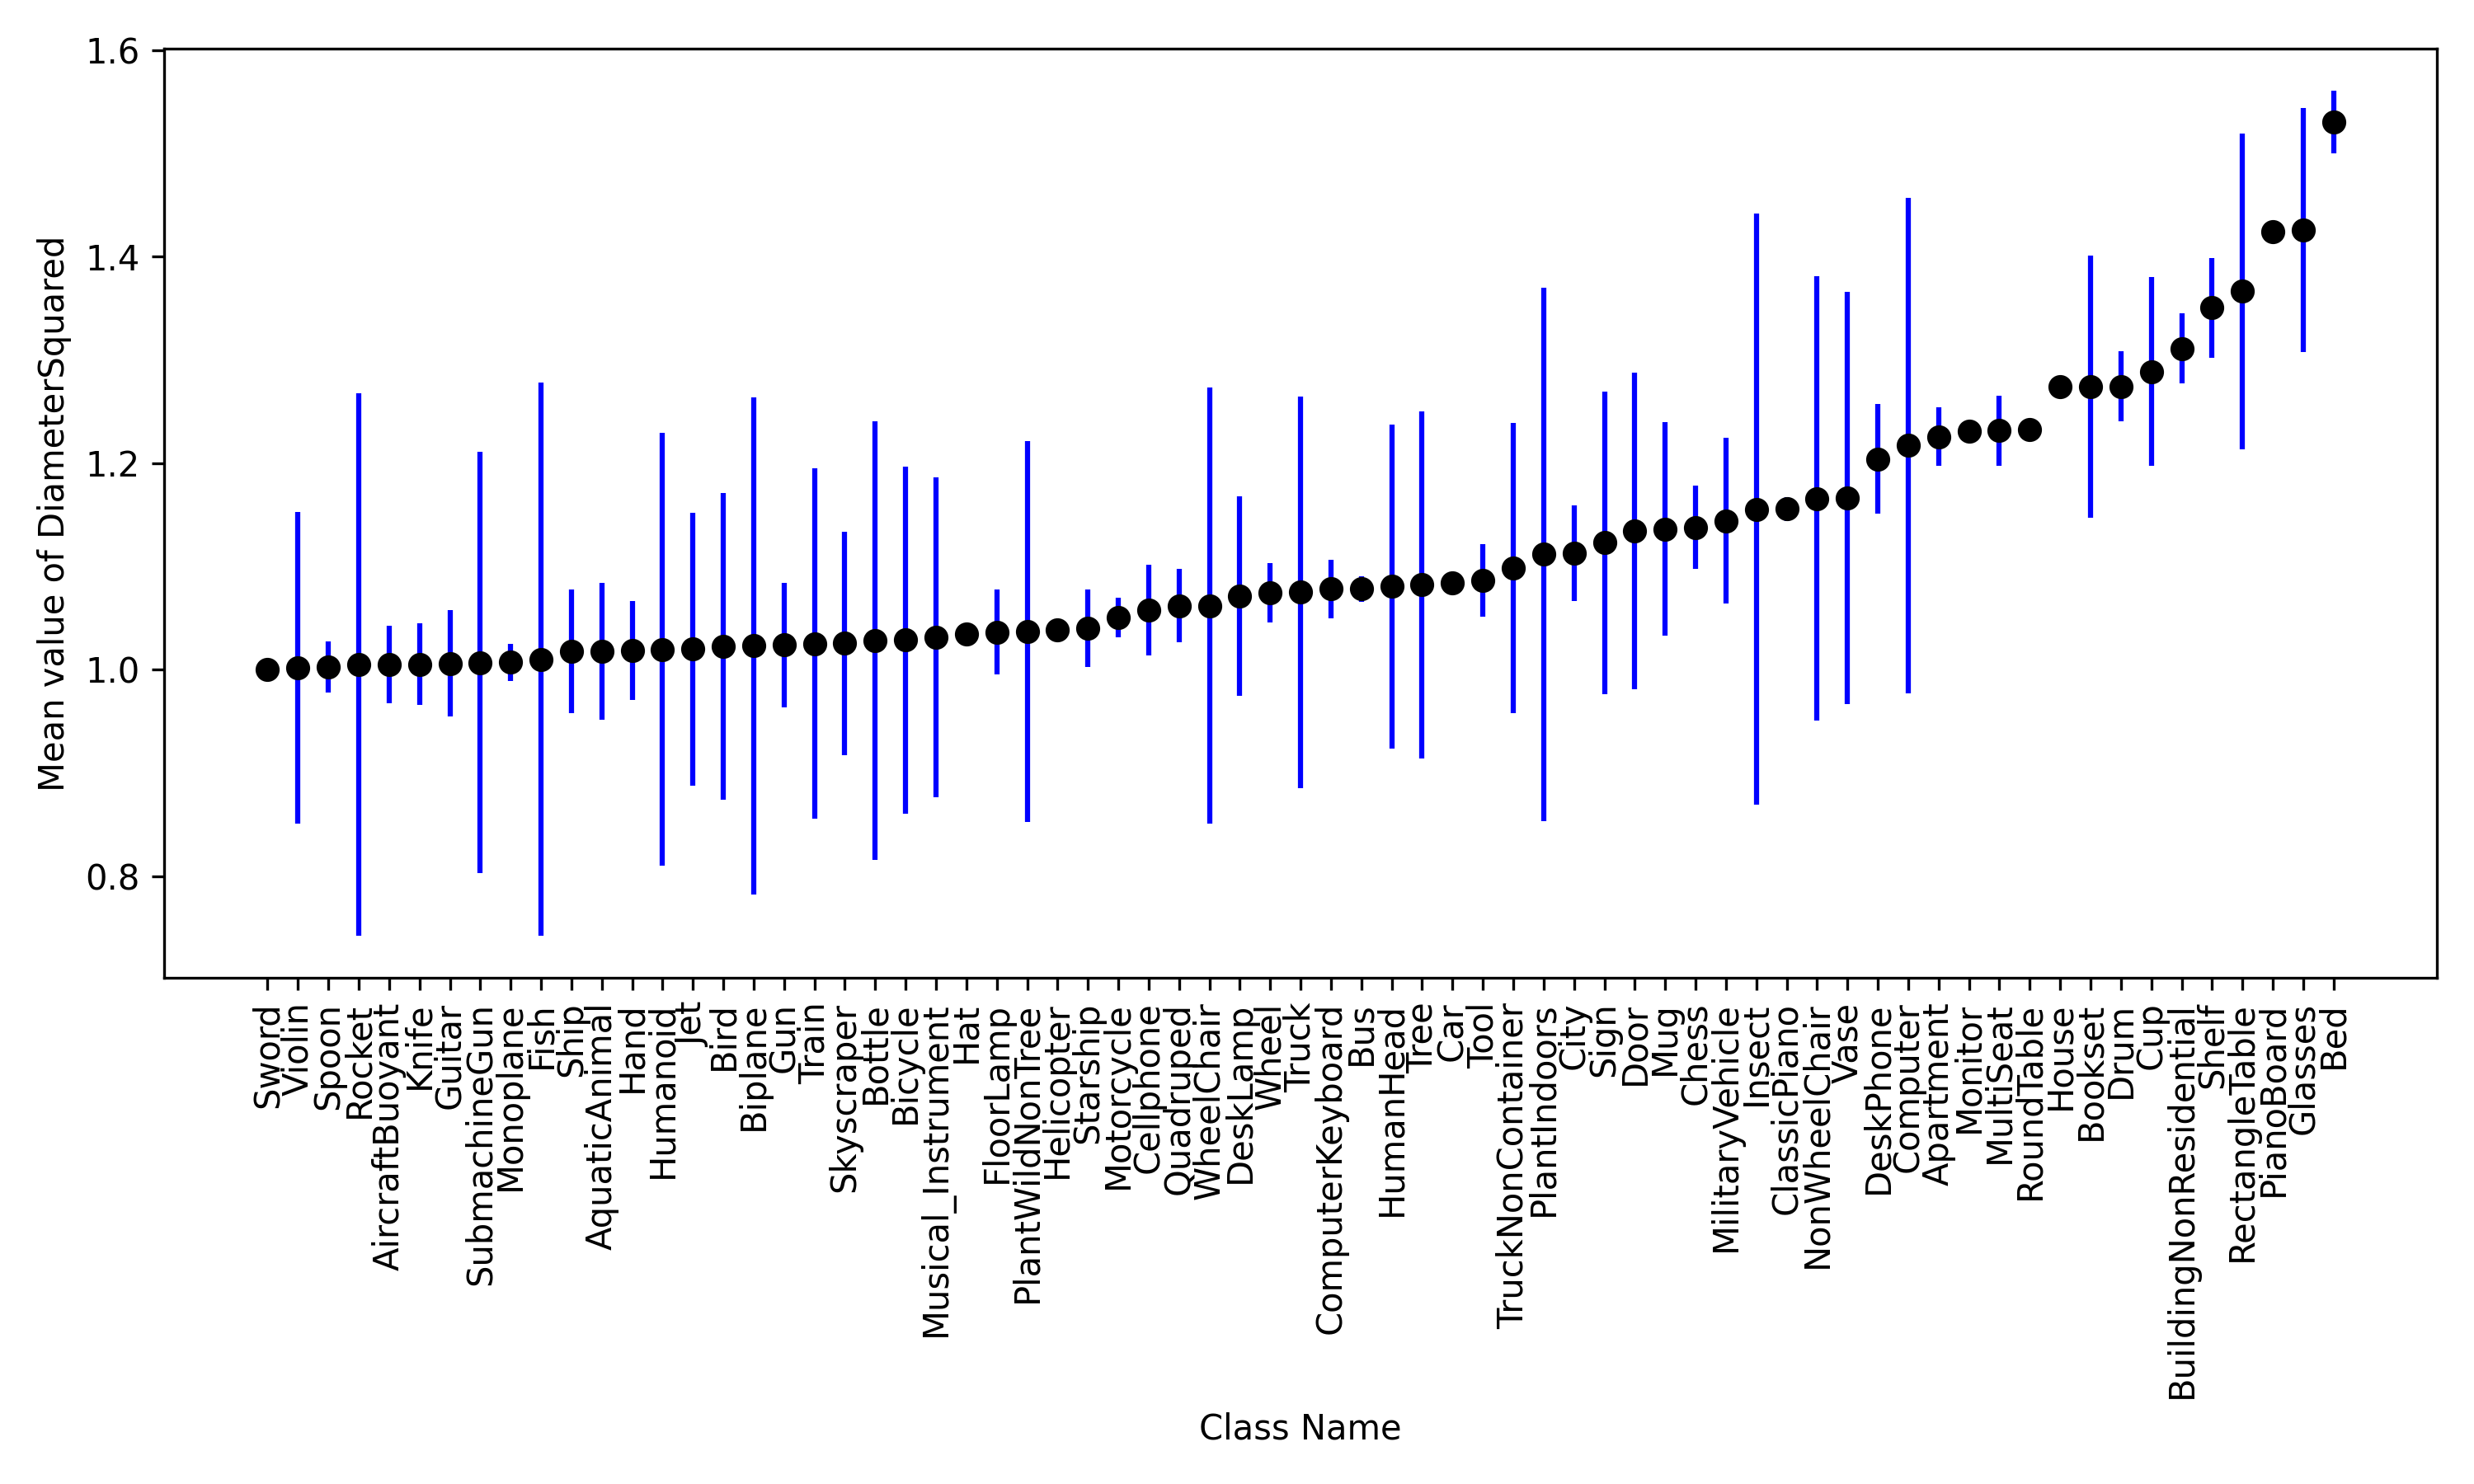 Mean value of DiameterSquared
1.6
1.4
1.2
1.0
0.8
Sword
Violin
Spoon
Rocket
AircraftBuoyant
Knife
Guitar
SubmachineGun
Monoplane
Fish
Ship
AquaticAnimal
Hand
Humanoid
Jet
Bird
Biplane
Gun
Train
Skyscraper
Bottle
Bicycle
Musical_Instrument
Hat
FloorLamp
PlantWildNonTree
Helicopter
Starship
Motorcycle
Cellphone
Quadruped
WheelChair
DeskLamp
Wheel
Truck
ComputerKeyboard
Bus
HumanHead
Tree
Car
Tool
TruckNonContainer
PlantIndoors
City
Sign
Door
Mug
Chess
MilitaryVehicle
Insect
ClassicPiano
NonWheelChair
Vase
DeskPhone
Computer
Apartment
Monitor
MultiSeat
RoundTable
House
Bookset
Drum
Cup
BuildingNonResidential
Shelf
RectangleTable
PianoBoard
Glasses
Bed
Class Name